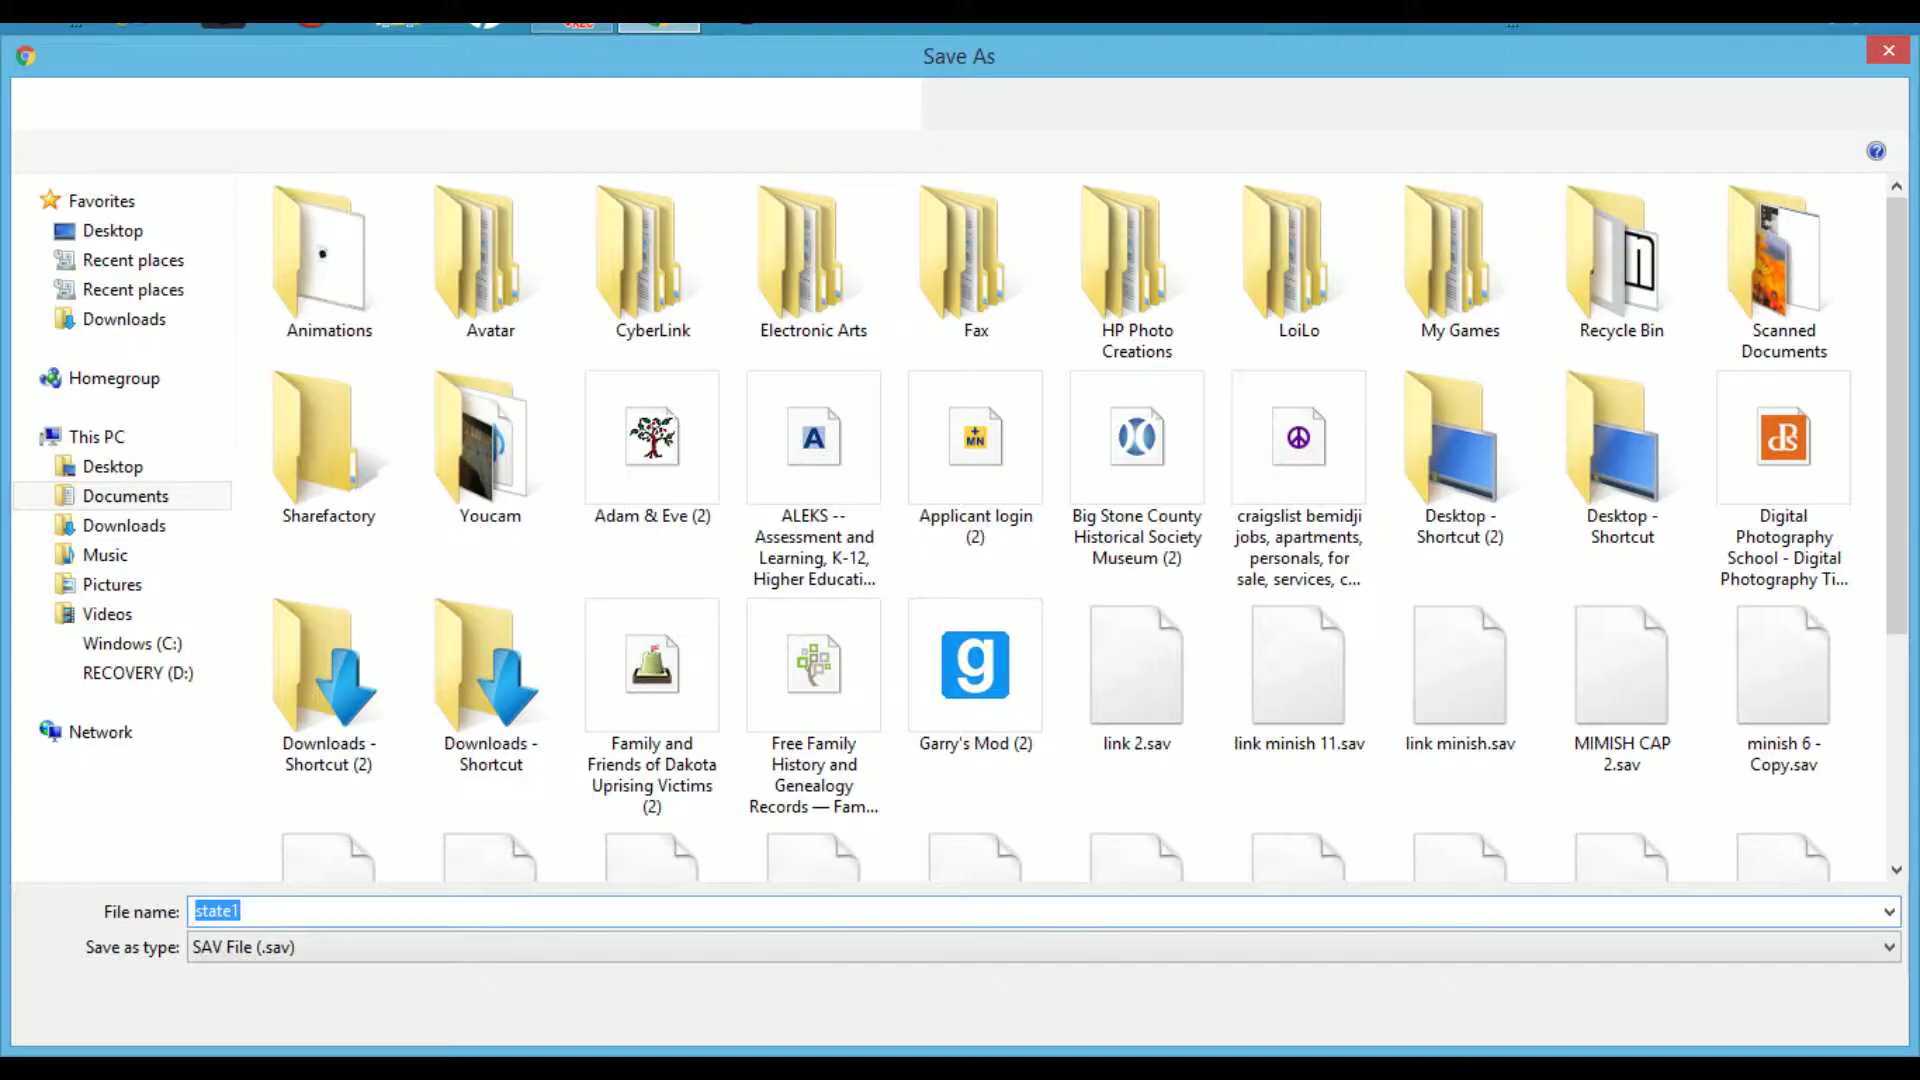 Save As
Favorites
Desktop
Recent places
Recent places
Downloads
Homegroup
This PC
Desktop
Documents
Downloads
Music
Pictures
Videos
Windows (C:)
RECOVERY (D:)
Network
Animations
Avatar
CyberLink
Electronic Arts
Fax
HP Photo
Creations
LoiLo
My Games
Recycle Bin
Scanned
Documents
Sharefactory
Youcam
Adam & Eve (2)
A
ALEKS --
Assessment and
Learning, K-12,
Higher Educati...
+
MN
Applicant login
(2)
Big Stone County
Historical Society
Museum (2)
craigslist bemidji
jobs, apartments,
personals, for
sale, services, c...
Desktop -
Shortcut (2)
Desktop -
Shortcut
dPS
Digital
Photography
School - Digital
Photography Ti...
Downloads -
Shortcut (2)
Downloads -
Shortcut
Family and
Friends of Dakota
Uprising Victims
(2)
Free Family
History and
Genealogy
Records — Fam...
g
Garry's Mod (2)
link 2.sav
link minish 11.sav
link minish.sav
MIMISH CAP
2.sav
minish 6 -
Copy.sav
File name:
state1
Save as type:
SAV File (.sav)